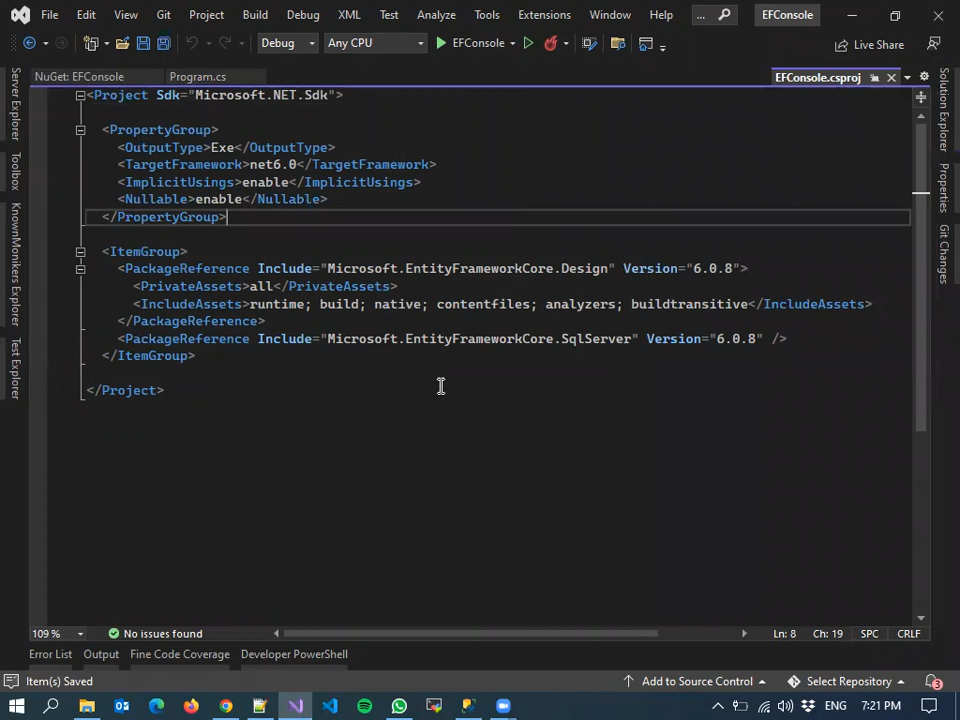 File Edit View Git Project Build Debug XML Test Analyze Tools Extensions Window Help ... EFConsole
Debug Any CPU EFConsole Live Share
NuGet: EFConsole Program.cs EFConsole.csproj
<Project Sdk="Microsoft.NET.Sdk">
<PropertyGroup>
<OutputType>Exe</OutputType>
<TargetFramework>net6.0</TargetFramework>
<ImplicitUsings>enable</ImplicitUsings>
<Nullable>enable</Nullable>
</PropertyGroup>
<ItemGroup>
<PackageReference Include="Microsoft.EntityFrameworkCore.Design" Version="6.0.8">
<PrivateAssets>all</PrivateAssets>
<IncludeAssets>runtime; build; native; contentfiles; analyzers; buildtransitive</IncludeAssets>
</PackageReference>
<PackageReference Include="Microsoft.EntityFrameworkCore.SqlServer" Version="6.0.8" />
</ItemGroup>
</Project>
Server Explorer
Toolbox
KnownMonikers Explorer
Test Explorer
Solution Explorer
Properties
Git Changes
109 % No issues found Ln: 8 Ch: 19 SPC CRLF
Error List Output Fine Code Coverage Developer PowerShell
Item(s) Saved Add to Source Control Select Repository 3
ENG 7:21 PM